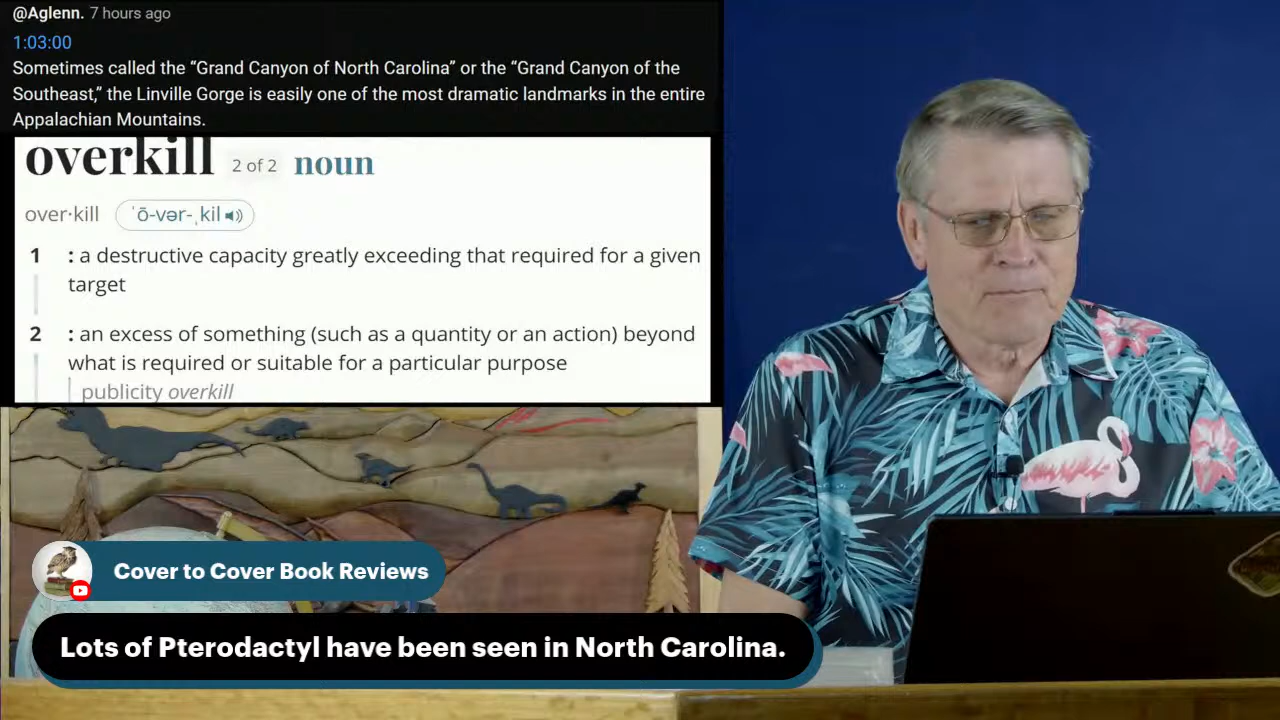 @Aglenn. 7 hours ago
1:03:00
Sometimes called the “Grand Canyon of North Carolina” or the “Grand Canyon of the
Southeast,” the Linville Gorge is easily one of the most dramatic landmarks in the entire
Appalachian Mountains.
overkill 2 of 2 noun
over·kill ˈō-vər-ˌkil
1 : a destructive capacity greatly exceeding that required for a given
target
2 : an excess of something (such as a quantity or an action) beyond
what is required or suitable for a particular purpose
publicity overkill
Cover to Cover Book Reviews
Lots of Pterodactyl have been seen in North Carolina.